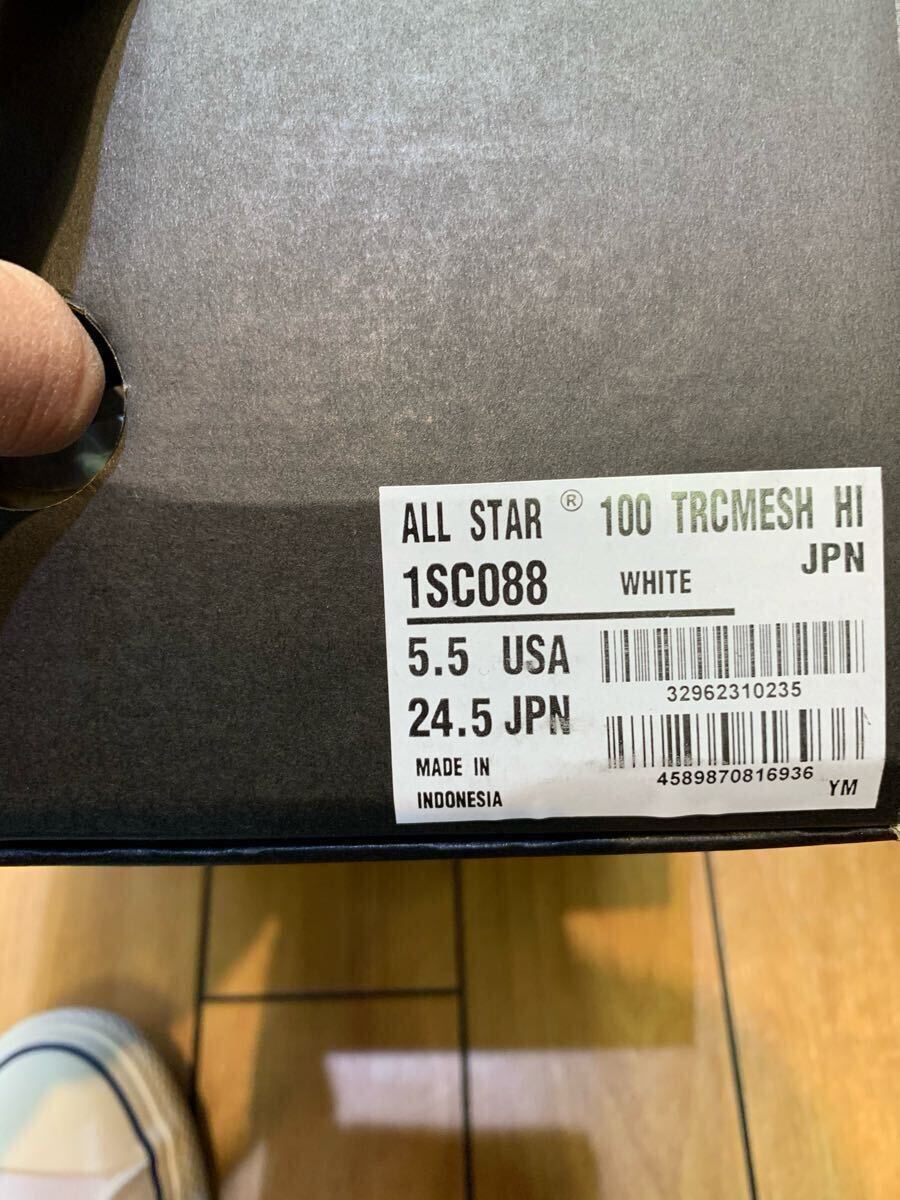 ALL STAR ® 100 TRCMESH HI
JPN
1SC088 WHITE
5.5 USA
32962310235
24.5 JPN
4589870816936
MADE IN
INDONESIA
YM